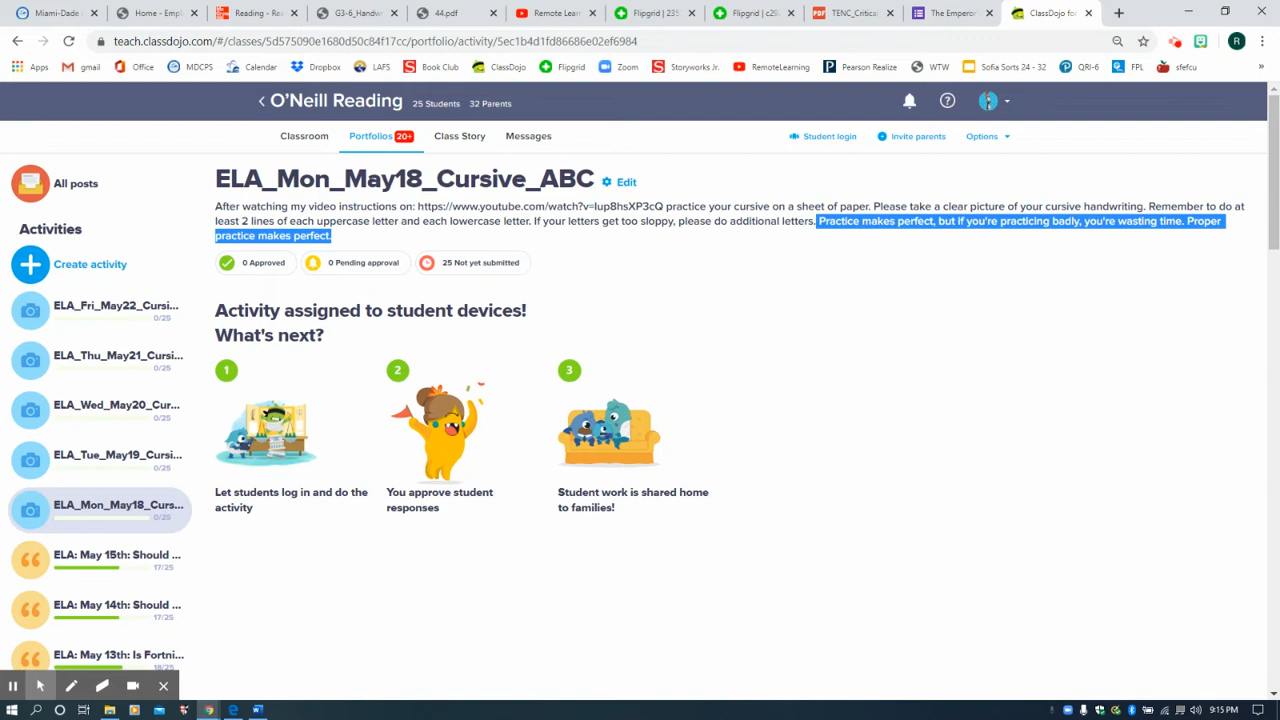 Miami-Dade
Home - Empl
Reading - Re
G3-6_Handw
44.pdf
Remote Lear
Flipgrid | 235
Flipgrid | c29
TENC_Critical
The Emperor
ClassDojo for
teach.classdojo.com/#/classes/5d575090e1680d50c84f17cc/portfolio/activity/5ec1b4d1fd86686e02ef6984
R
Apps
gmail
Office
MDCPS
Calendar
Dropbox
LAFS
Book Club
ClassDojo
Flipgrid
Zoom
Storyworks Jr.
RemoteLearning
Pearson Realize
WTW
Sofia Sorts 24 - 32
QRI-6
FPL
sfefcu
O'Neill Reading 25 Students 32 Parents
Classroom Portfolios 20+ Class Story Messages
Student login Invite parents Options
All posts
Activities
Create activity
ELA_Fri_May22_Cursi...
0/25
ELA_Thu_May21_Cursi...
0/25
ELA_Wed_May20_Cur...
0/25
ELA_Tue_May19_Cursi...
0/25
ELA_Mon_May18_Curs...
0/25
ELA: May 15th: Should ...
17/25
ELA: May 14th: Should ...
17/25
ELA: May 13th: Is Fortni...
18/25
ELA_Mon_May18_Cursive_ABC Edit
After watching my video instructions on: https://www.youtube.com/watch?v=Iup8hsXP3cQ practice your cursive on a sheet of paper. Please take a clear picture of your cursive handwriting. Remember to do at
least 2 lines of each uppercase letter and each lowercase letter. If your letters get too sloppy, please do additional letters. Practice makes perfect, but if you're practicing badly, you're wasting time. Proper
practice makes perfect.
0 Approved 0 Pending approval 25 Not yet submitted
Activity assigned to student devices!
What's next?
1 2 3
Let students log in and do the
activity
You approve student
responses
Student work is shared home
to families!
9:15 PM